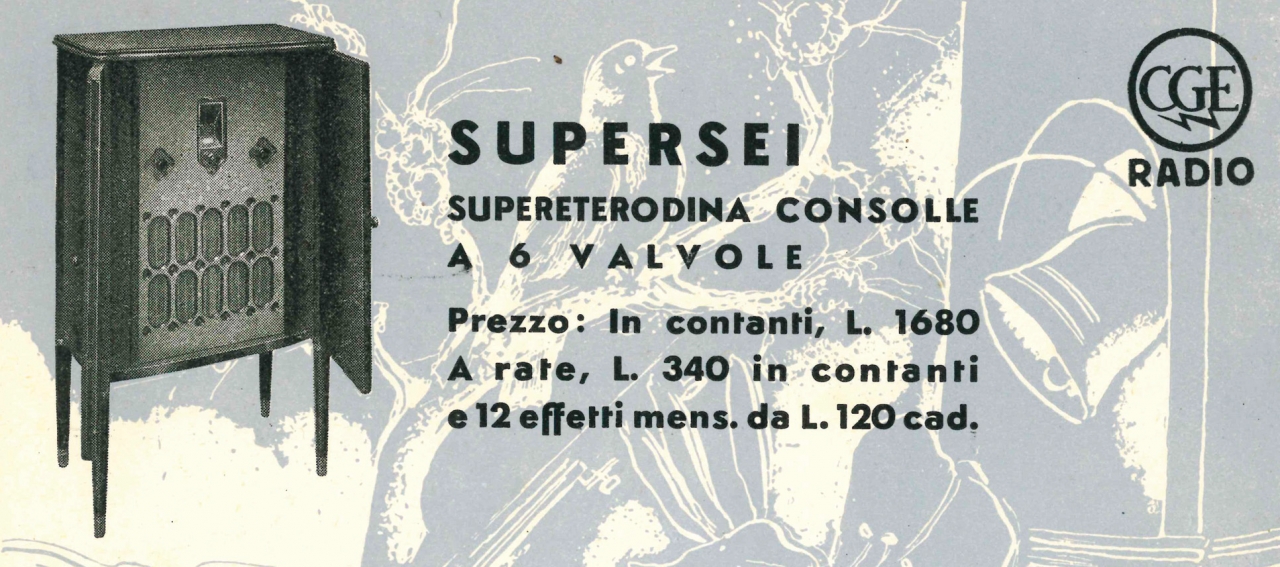 SUPERSEI
SUPERETERODINA CONSOLLE
A 6 VALVOLE
Prezzo: In contanti, L. 1680
A rate, L. 340 in contanti
e 12 effetti mens. da L. 120 cad.
CGE
RADIO